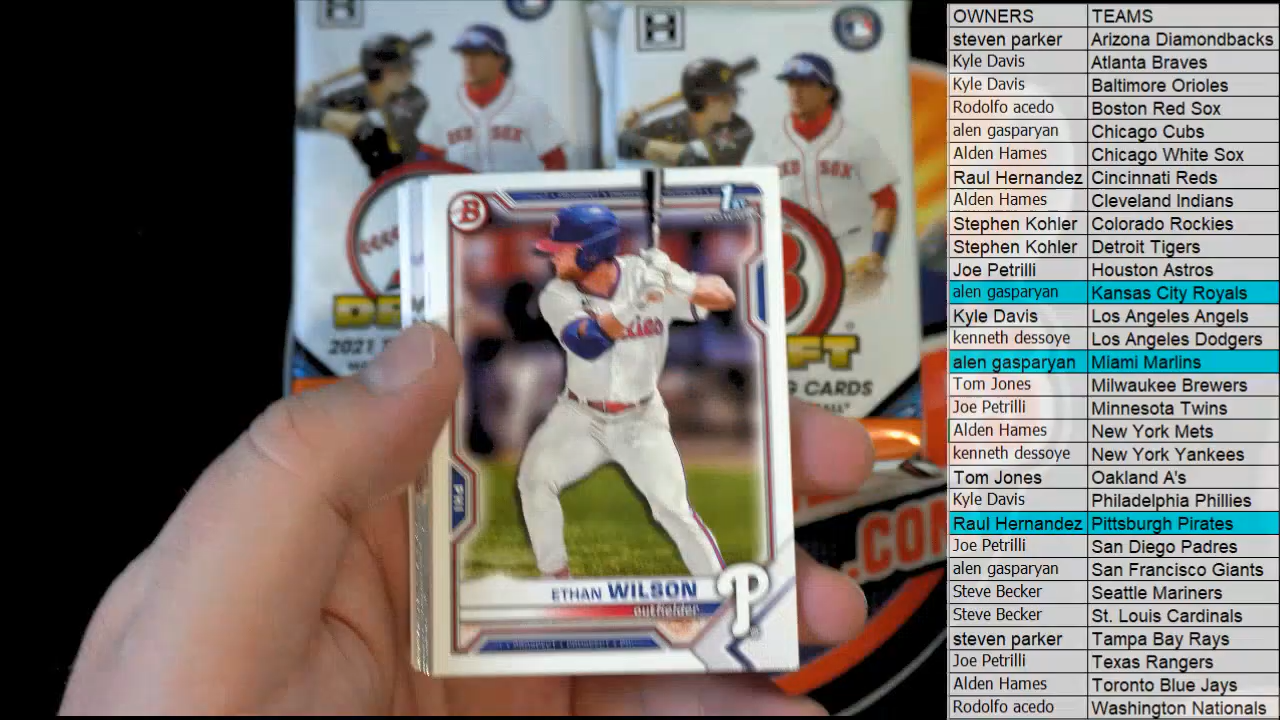 RED SOX
RED SOX
2021
FT
CARDS
B
1st
PHI
Phillies
ETHAN WILSON
outfielder
P
.COM
OWNERS TEAMS
steven parker Arizona Diamondbacks
Kyle Davis Atlanta Braves
Kyle Davis Baltimore Orioles
Rodolfo acedo Boston Red Sox
alen gasparyan Chicago Cubs
Alden Hames Chicago White Sox
Raul Hernandez Cincinnati Reds
Alden Hames Cleveland Indians
Stephen Kohler Colorado Rockies
Stephen Kohler Detroit Tigers
Joe Petrilli Houston Astros
alen gasparyan Kansas City Royals
Kyle Davis Los Angeles Angels
kenneth dessoye Los Angeles Dodgers
alen gasparyan Miami Marlins
Tom Jones Milwaukee Brewers
Joe Petrilli Minnesota Twins
Alden Hames New York Mets
kenneth dessoye New York Yankees
Tom Jones Oakland A's
Kyle Davis Philadelphia Phillies
Raul Hernandez Pittsburgh Pirates
Joe Petrilli San Diego Padres
alen gasparyan San Francisco Giants
Steve Becker Seattle Mariners
Steve Becker St. Louis Cardinals
steven parker Tampa Bay Rays
Joe Petrilli Texas Rangers
Alden Hames Toronto Blue Jays
Rodolfo acedo Washington Nationals